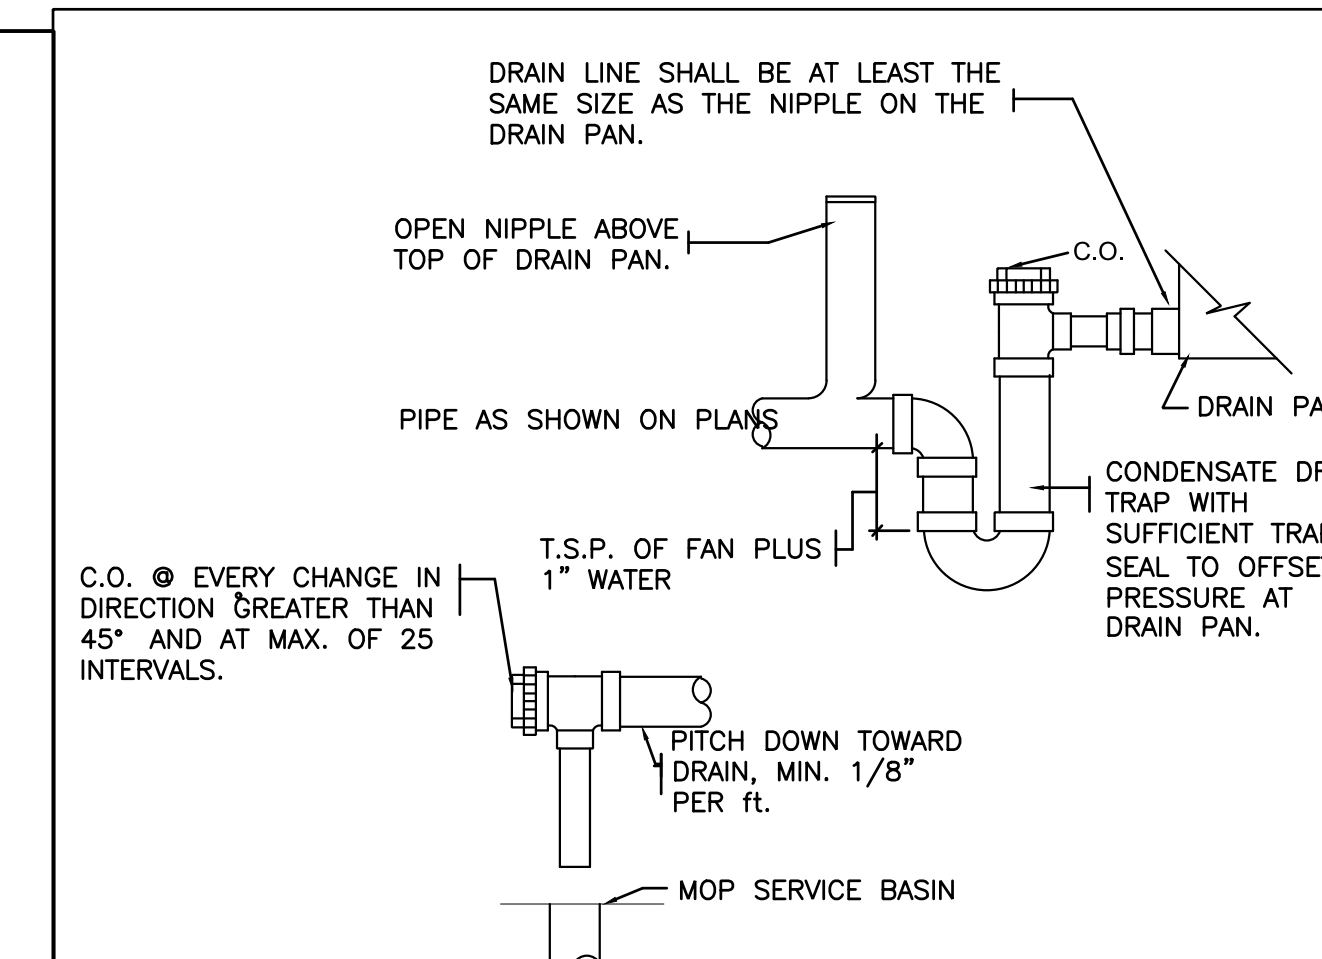 DRAIN LINE SHALL BE AT LEAST THE
SAME SIZE AS THE NIPPLE ON THE
DRAIN PAN.
OPEN NIPPLE ABOVE
TOP OF DRAIN PAN.
C.O.
PIPE AS SHOWN ON PLANS
DRAIN PA
CONDENSATE DR
TRAP WITH
SUFFICIENT TRAP
SEAL TO OFFSET
PRESSURE AT
DRAIN PAN.
T.S.P. OF FAN PLUS
1" WATER
C.O. @ EVERY CHANGE IN
DIRECTION GREATER THAN
45° AND AT MAX. OF 25
INTERVALS.
PITCH DOWN TOWARD
DRAIN, MIN. 1/8"
PER ft.
MOP SERVICE BASIN